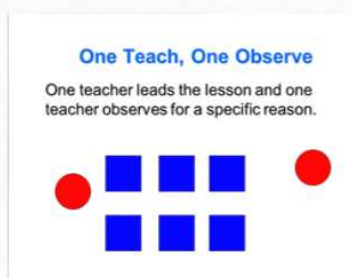 One Teach, One Observe
One teacher leads the lesson and one
teacher observes for a specific reason.